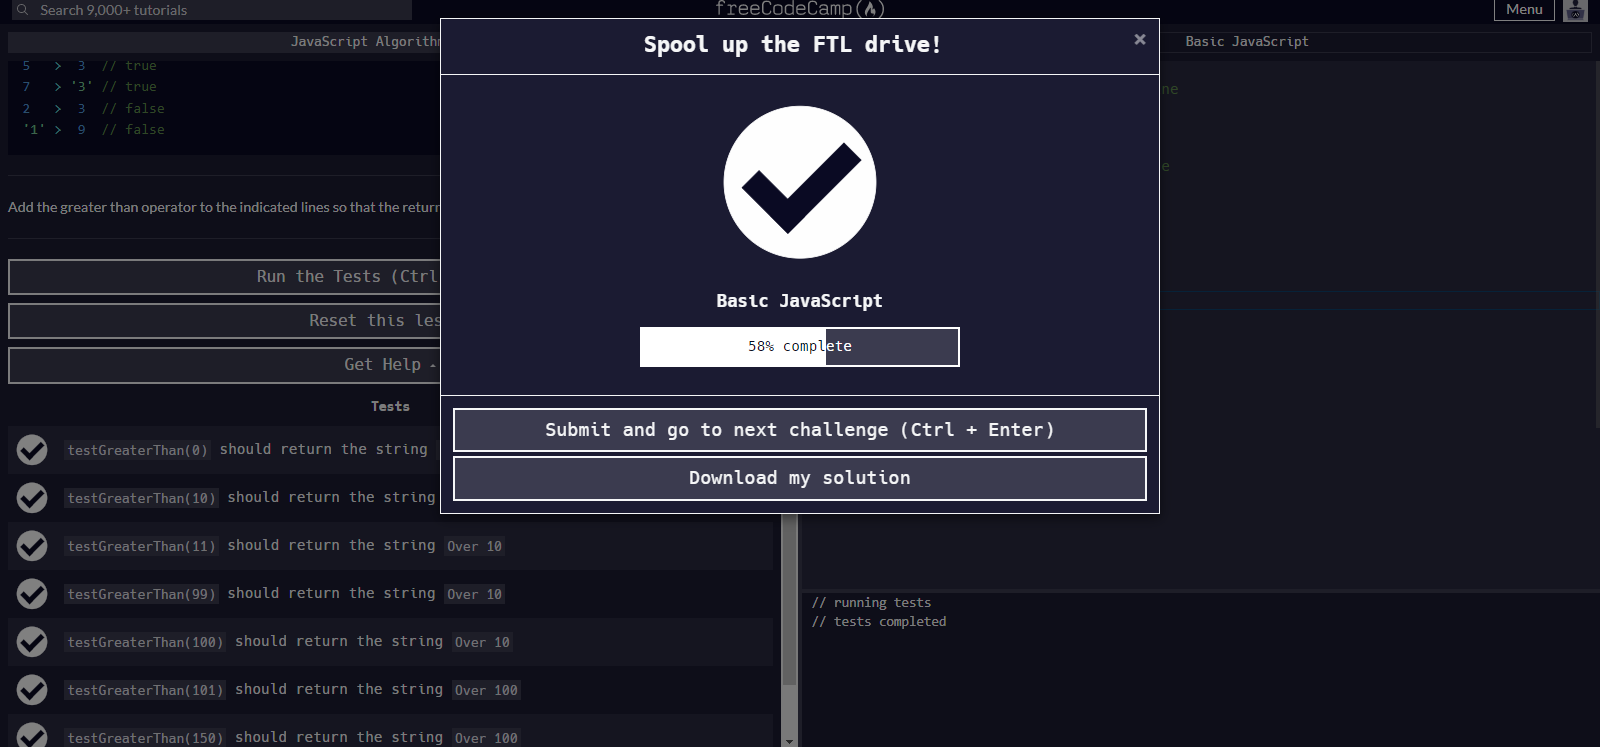 Search 9,000+ tutorials
freeCodeCamp
Menu
JavaScript Algorithm
Basic JavaScript
5 > 3 // true
7 > '3' // true
2 > 3 // false
'1' > 9 // false
Add the greater than operator to the indicated lines so that the return
Run the Tests (Ctrl
Reset this les
Get Help
Tests
testGreaterThan(0) should return the string
testGreaterThan(10) should return the string
testGreaterThan(11) should return the string Over 10
testGreaterThan(99) should return the string Over 10
testGreaterThan(100) should return the string Over 10
testGreaterThan(101) should return the string Over 100
testGreaterThan(150) should return the string Over 100
Spool up the FTL drive!
×
Basic JavaScript
58% complete
Submit and go to next challenge (Ctrl + Enter)
Download my solution
ne
e
// running tests
// tests completed